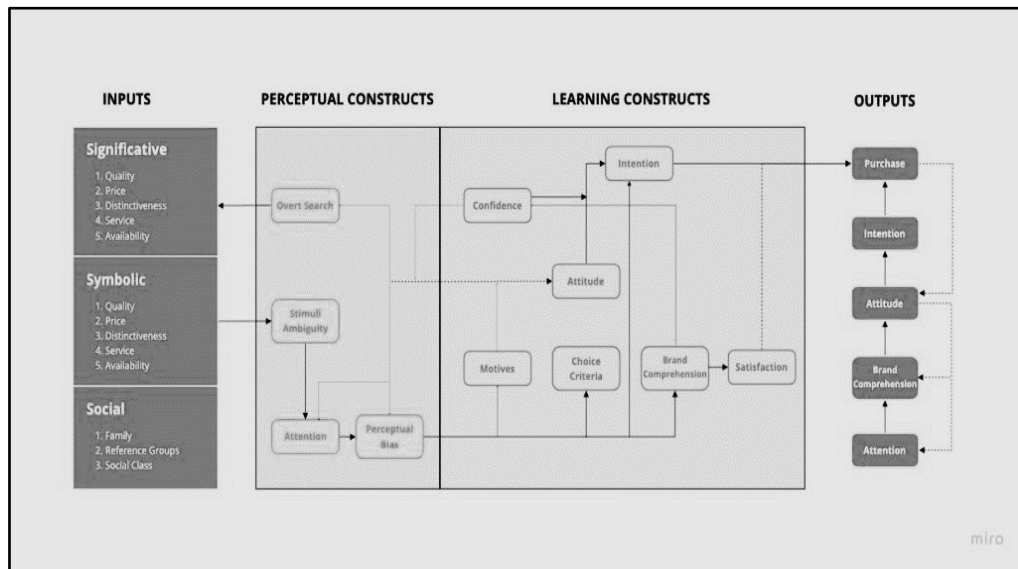 INPUTS
PERCEPTUAL CONSTRUCTS
LEARNING CONSTRUCTS
OUTPUTS
Significative
1. Quality
2. Price
3. Distinctiveness
4. Service
5. Availability
Symbolic
1. Quality
2. Price
3. Distinctiveness
4. Service
5. Availability
Social
1. Family
2. Reference Groups
3. Social Class
Overt Search
Stimuli
Ambiguity
Attention
Perceptual
Bias
Intention
Confidence
Attitude
Motives
Choice
Criteria
Brand
Comprehension
Satisfaction
Purchase
Intention
Attitude
Brand
Comprehension
Attention
miro